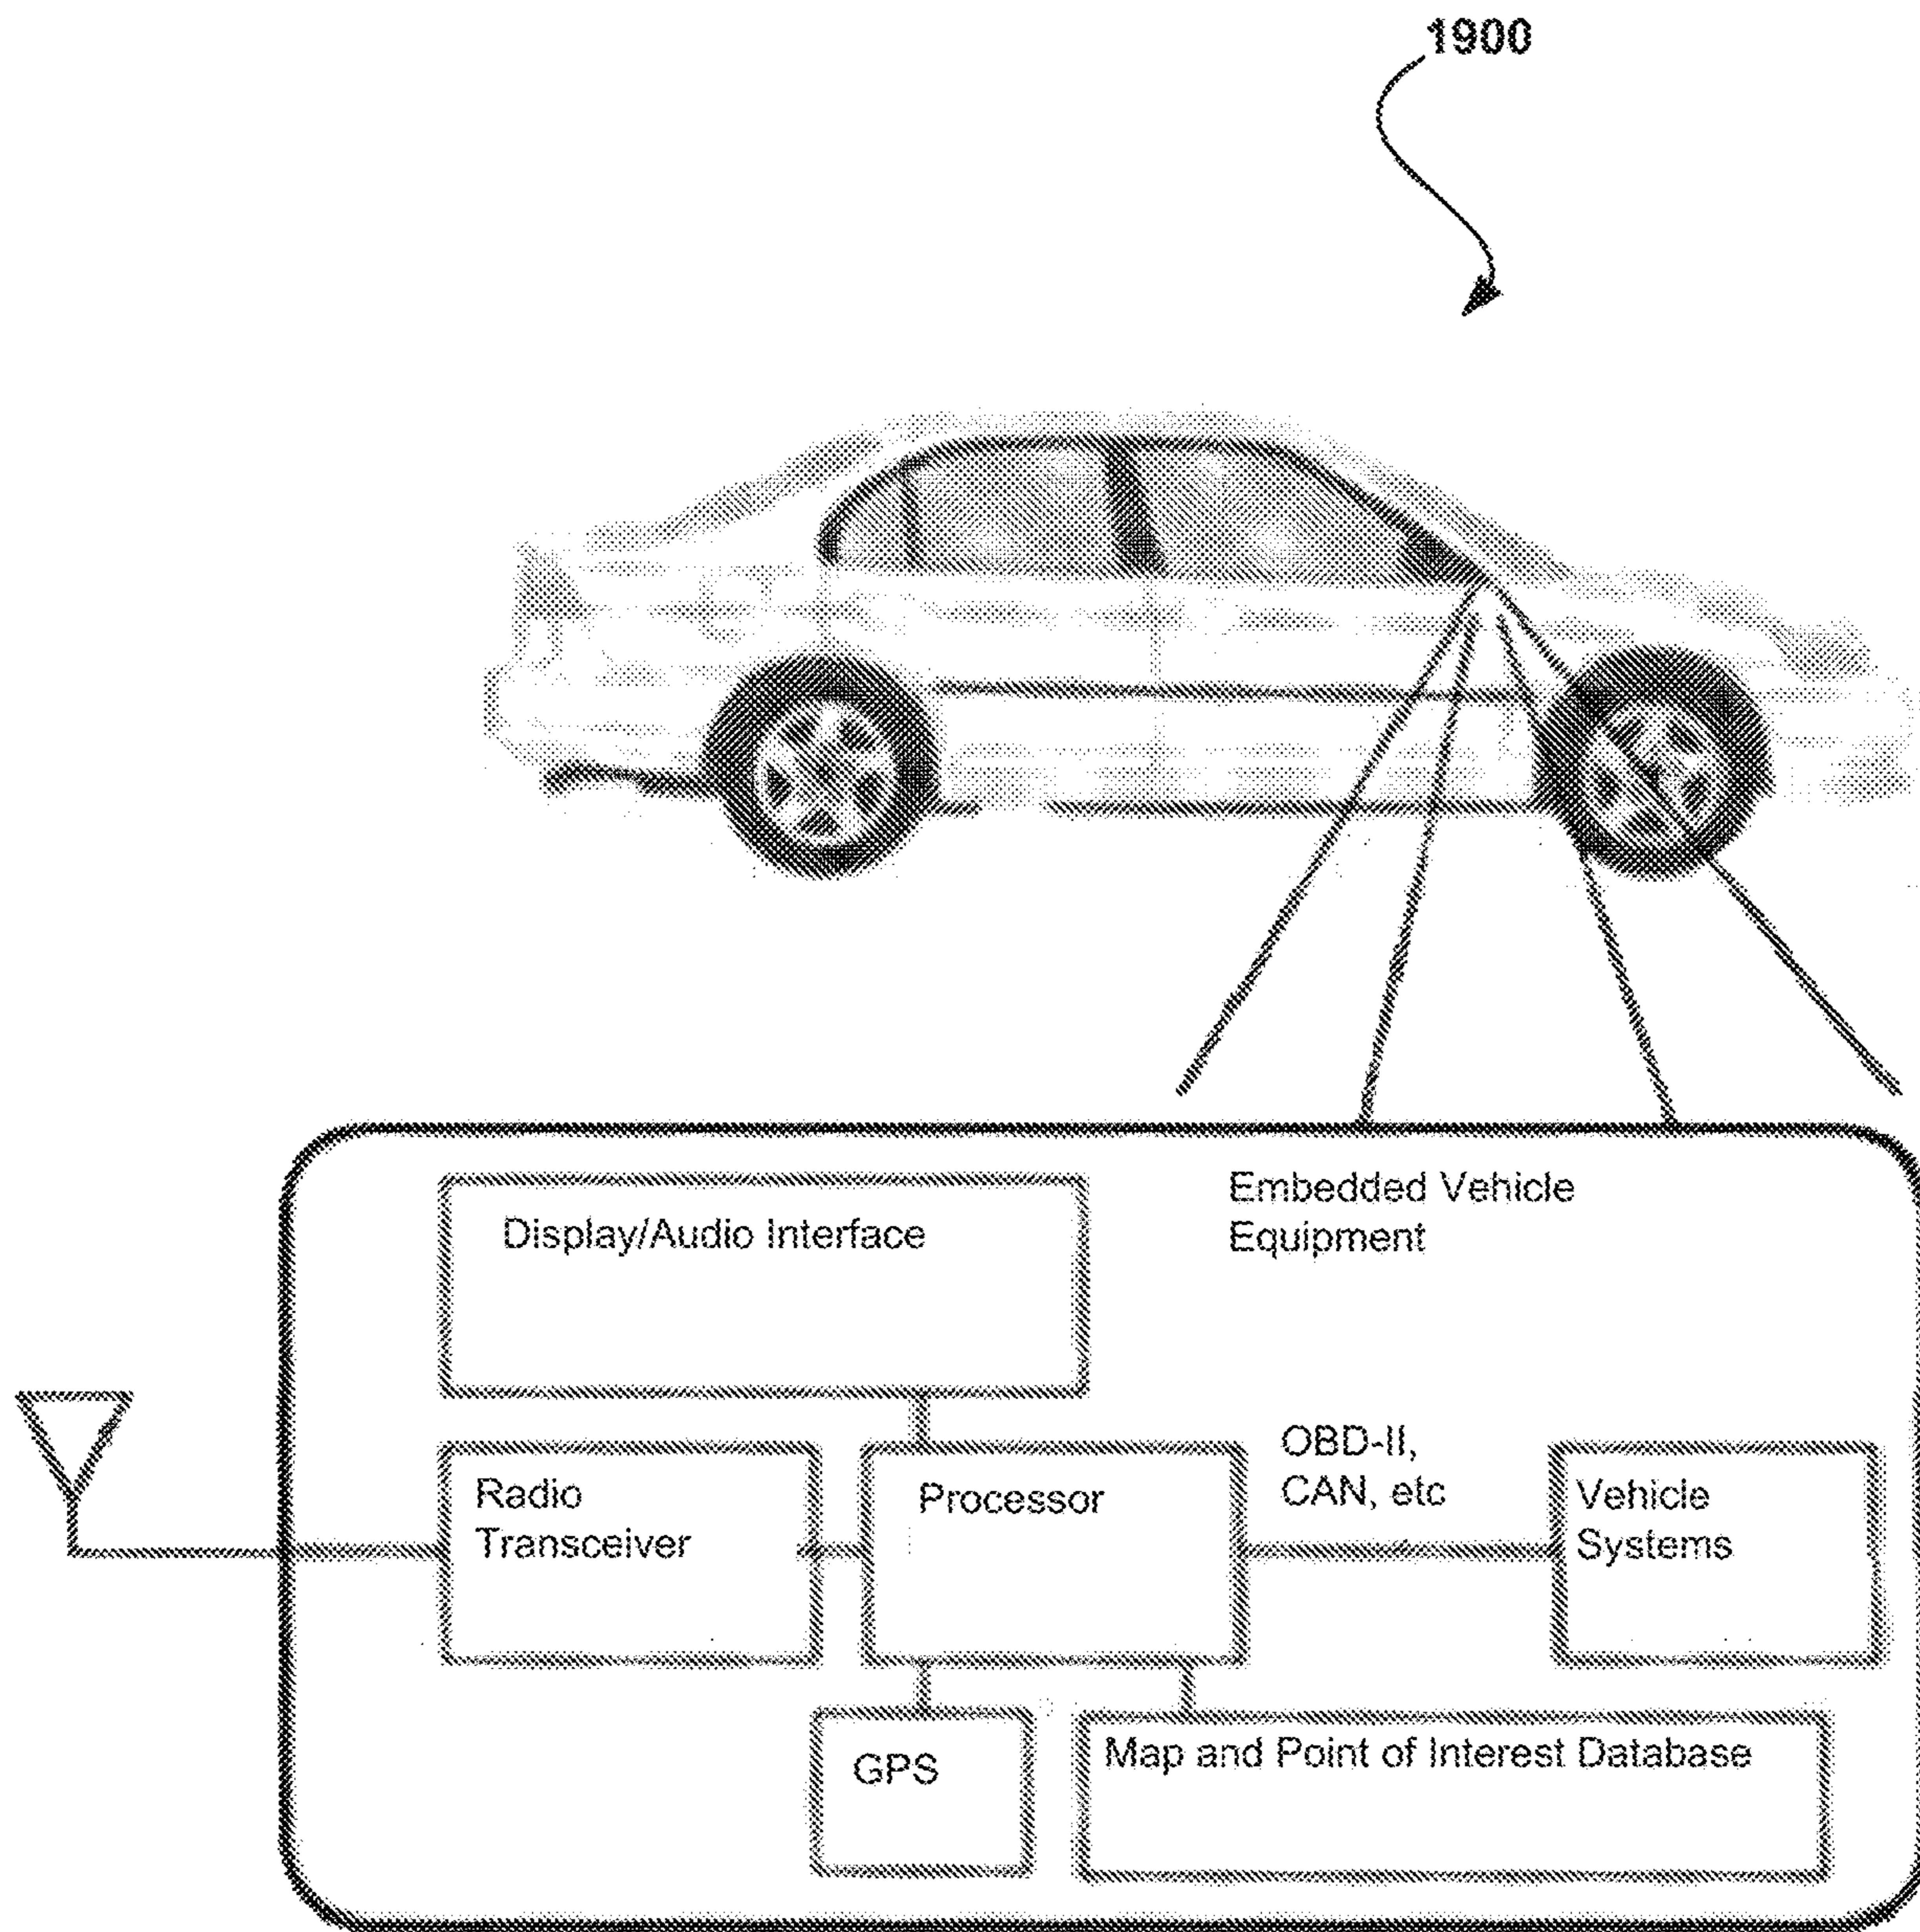 1900
Embedded Vehicle
Equipment
Display/Audio Interface
OBD-II,
CAN, etc
Radio
Transceiver
Processor
Vehicle
Systems
GPS
Map and Point of Interest Database